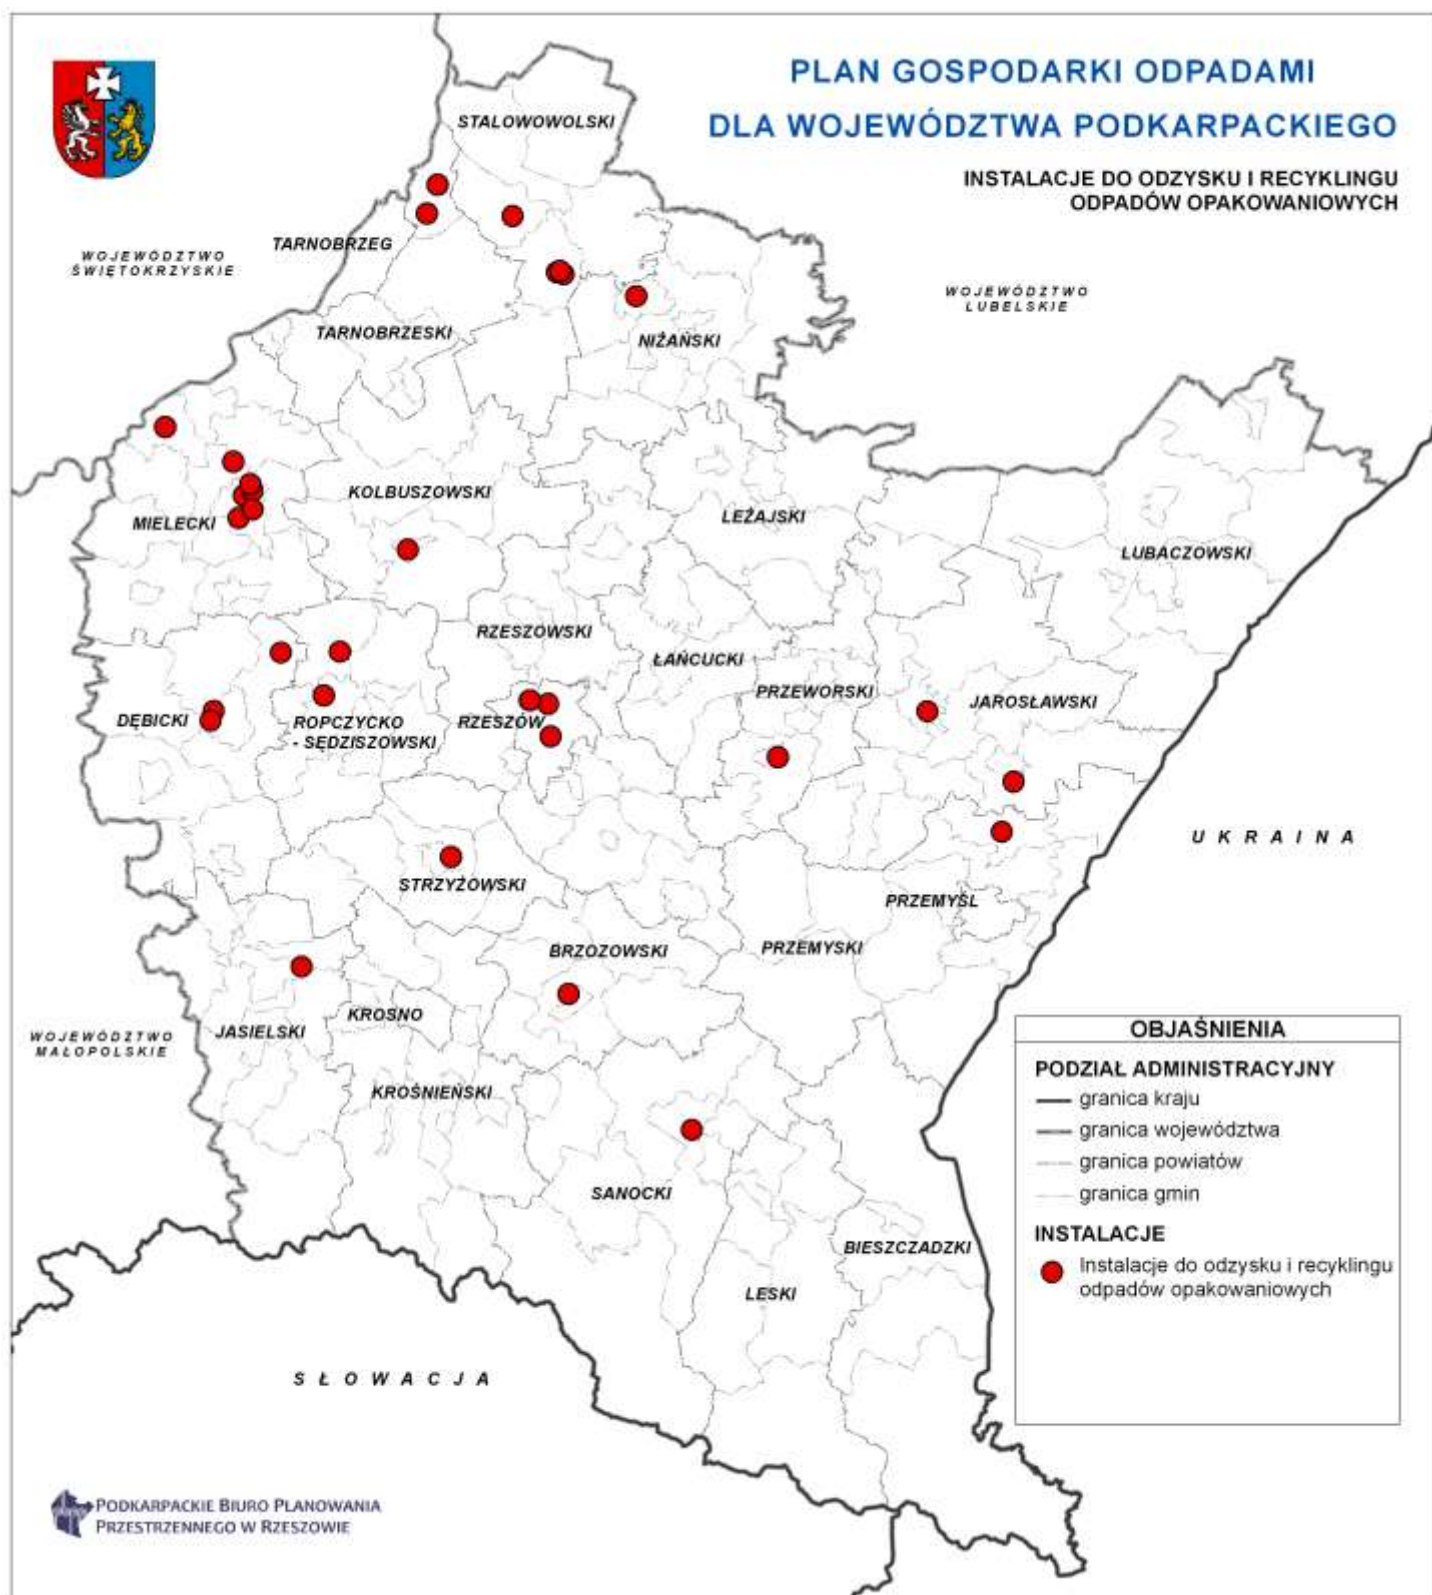 PLAN GOSPODARKI ODPADAMI
DLA WOJEWÓDZTWA PODKARPACKIEGO
INSTALACJE DO ODZYSKU I RECYKLINGU
ODPADÓW OPAKOWANIOWYCH
STALOWOWOLSKI
TARNOBRZEG
WOJEWÓDZTWO
ŚWIĘTOKRZYSKIE
WOJEWÓDZTWO
LUBELSKIE
TARNOBRZESKI
NIŻAŃSKI
KOLBUSZOWSKI
MIELECKI
LEŻAJSKI
LUBACZOWSKI
RZESZOWSKI
ŁAŃCUCKI
PRZEWORSKI
JAROSŁAWSKI
DĘBICKI
ROPCZYCKO
- SĘDZISZOWSKI
RZESZÓW
UKRAINA
STRZYŻOWSKI
PRZEMYŚL
BRZOZOWSKI
PRZEMYSKI
WOJEWÓDZTWO
MAŁOPOLSKIE
JASIELSKI
KROSNO
KROŚNIEŃSKI
SANOCKI
BIESZCZADZKI
LESKI
SŁOWACJA
OBJAŚNIENIA
PODZIAŁ ADMINISTRACYJNY
granica kraju
granica województwa
granica powiatów
granica gmin
INSTALACJE
Instalacje do odzysku i recyklingu
odpadów opakowaniowych
PODKARPACKIE BIURO PLANOWANIA
PRZESTRZENNEGO W RZESZOWIE